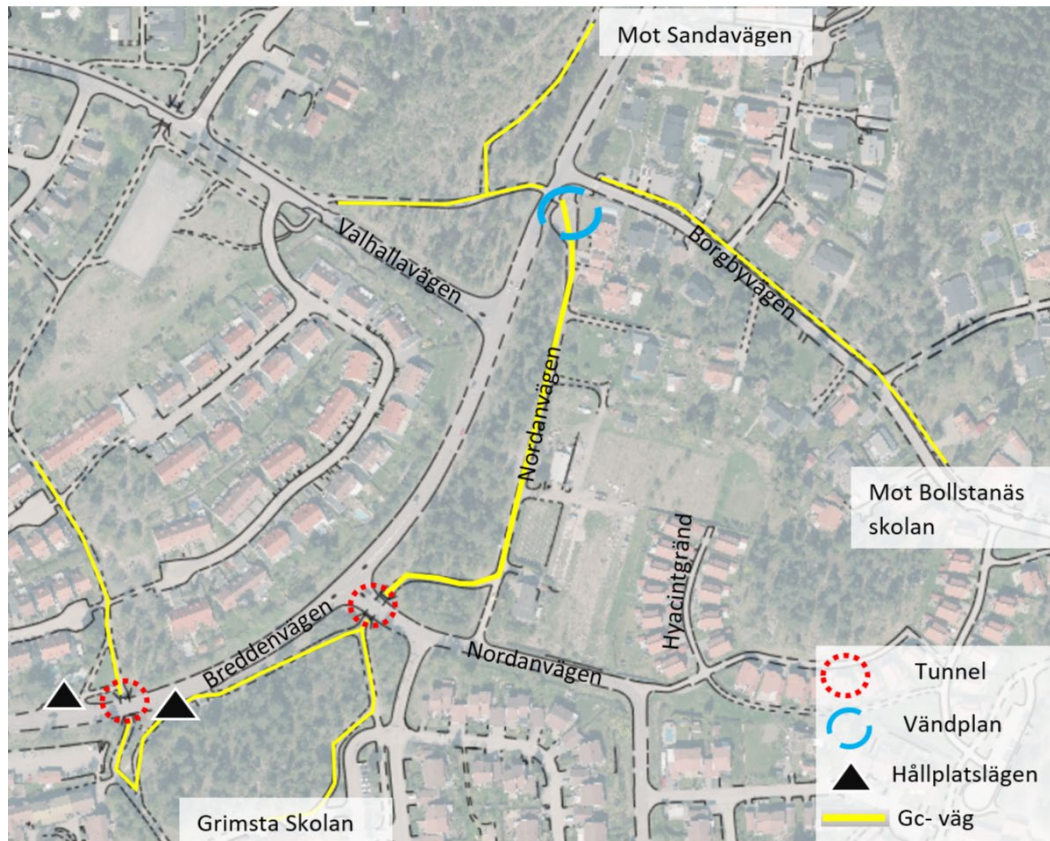 Mot Sandavägen
Valhallavägen
Borgbyvägen
Nordanvägen
Mot Bollstanäs
skolan
Hyacintgränd
Breddenvägen
Nordanvägen
Grimsta Skolan
Tunnel
Vändplan
Hållplatslägen
Gc- väg